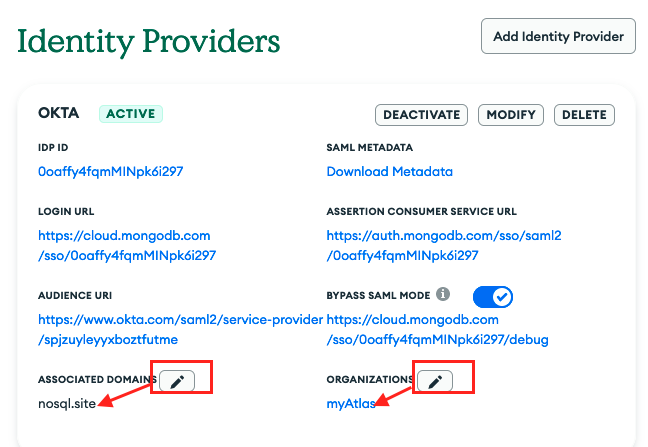 Identity Providers
Add Identity Provider
OKTA
ACTIVE
DEACTIVATE
MODIFY
DELETE
IDP ID
0oaffy4fqmMINpk6i297
SAML METADATA
Download Metadata
LOGIN URL
https://cloud.mongodb.com
/sso/0oaffy4fqmMINpk6i297
ASSERTION CONSUMER SERVICE URL
https://auth.mongodb.com/sso/saml2
/0oaffy4fqmMINpk6i297
AUDIENCE URI
https://www.okta.com/saml2/service-provider
/spjzuyleyyxboztfutme
BYPASS SAML MODE
https://cloud.mongodb.com
/sso/0oaffy4fqmMINpk6i297/debug
ASSOCIATED DOMAINS
nosql.site
ORGANIZATIONS
myAtlas